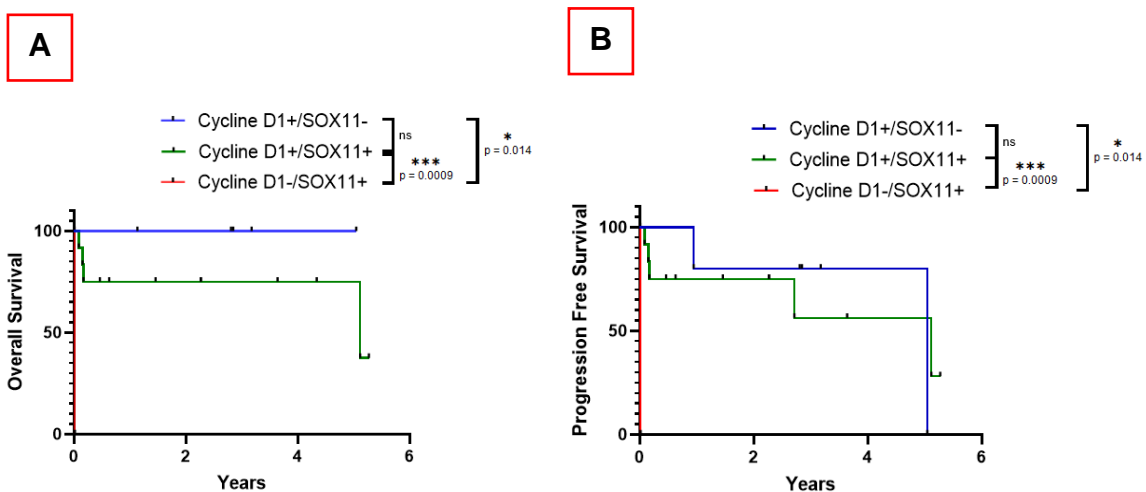 A
Cycline D1+/SOX11-
Cycline D1+/SOX11+
Cycline D1-/SOX11+
ns
***
p = 0.0009
*
p = 0.014
Overall Survival
100
50
0
0 2 4 6
Years
B
Cycline D1+/SOX11-
Cycline D1+/SOX11+
Cycline D1-/SOX11+
ns
***
p = 0.0009
*
p = 0.014
Progression Free Survival
100
50
0
0 2 4 6
Years